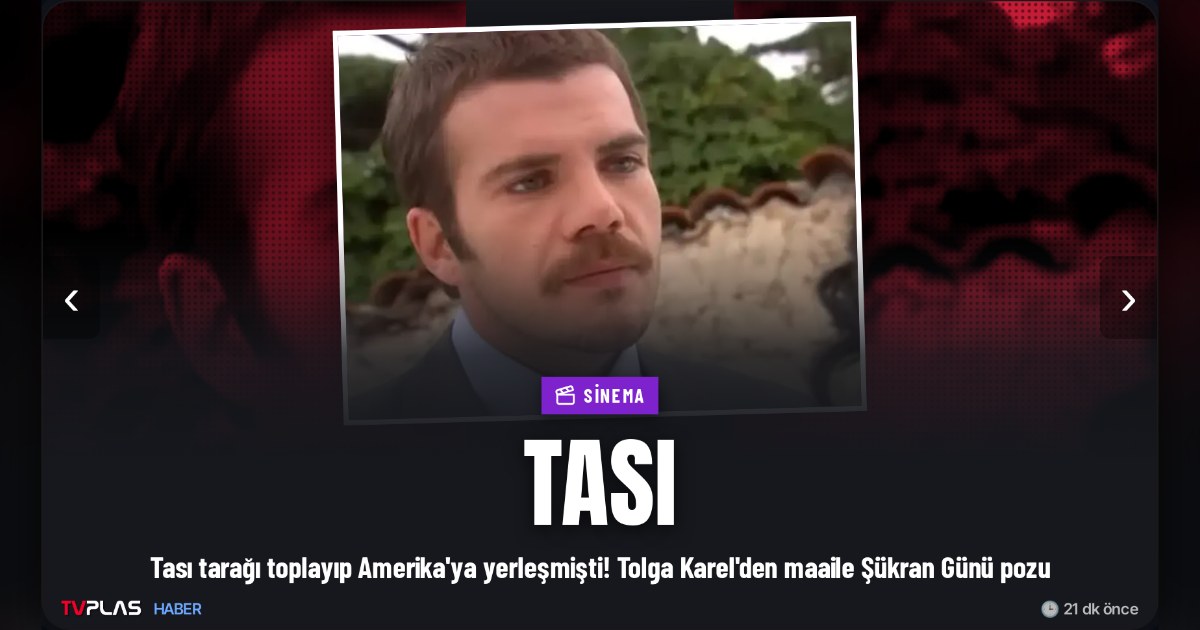 SİNEMA
TASI
Tası tarağı toplayıp Amerika'ya yerleşmişti! Tolga Karel'den maaile Şükran Günü pozu
TVPLAS HABER
21 dk önce